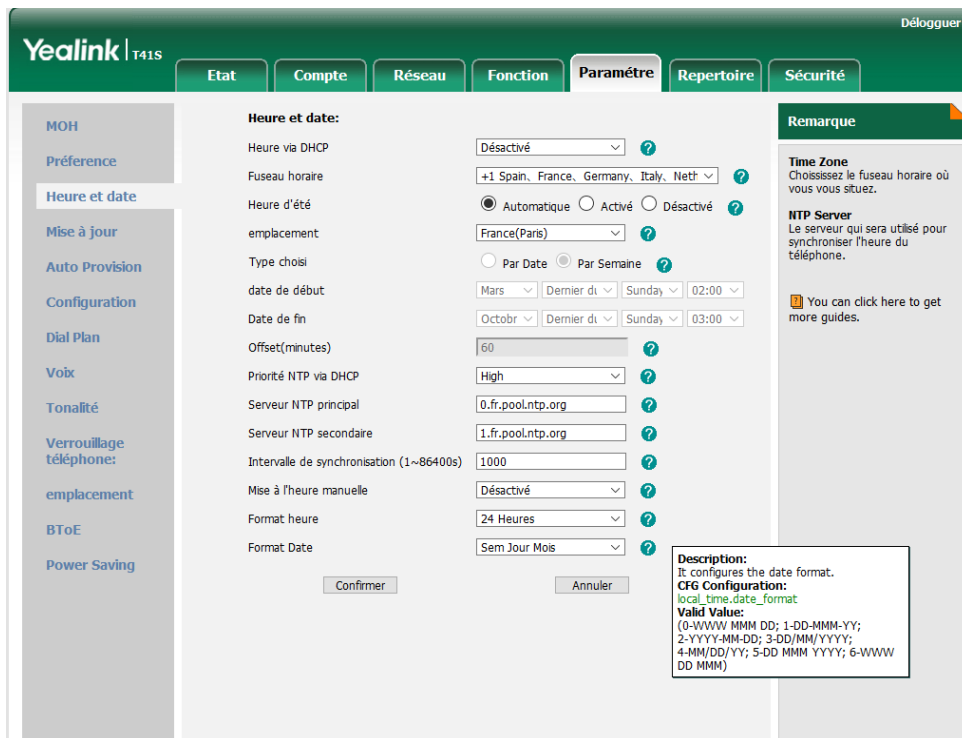 Délogguer
Yealink | T41S
Etat Compte Réseau Fonction Paramétre Repertoire Sécurité
MOH
Préference
Heure et date
Mise à jour
Auto Provision
Configuration
Dial Plan
Voix
Tonalité
Verrouillage
téléphone:
emplacement
BToE
Power Saving
Heure et date:
Heure via DHCP Désactivé ?
Fuseau horaire +1 Spain、France、Germany、Italy、Neth ?
Heure d'été Automatique Activé Désactivé ?
emplacement France(Paris) ?
Type choisi Par Date Par Semaine ?
date de début Mars Dernier du Sunday 02:00
Date de fin Octobr Dernier du Sunday 03:00
Offset(minutes) 60 ?
Priorité NTP via DHCP High ?
Serveur NTP principal 0.fr.pool.ntp.org ?
Serveur NTP secondaire 1.fr.pool.ntp.org ?
Intervalle de synchronisation (1~86400s) 1000 ?
Mise à l'heure manuelle Désactivé ?
Format heure 24 Heures ?
Format Date Sem Jour Mois ?
Confirmer Annuler
Description:
It configures the date format.
CFG Configuration:
local_time.date_format
Valid Value:
(0-WWW MMM DD; 1-DD-MMM-YY;
2-YYYY-MM-DD; 3-DD/MM/YYYY;
4-MM/DD/YY; 5-DD MMM YYYY; 6-WWW
DD MMM)
Remarque
Time Zone
Choississez le fuseau horaire où
vous vous situez.
NTP Server
Le serveur qui sera utilisé pour
synchroniser l'heure du
téléphone.
? You can click here to get
more guides.